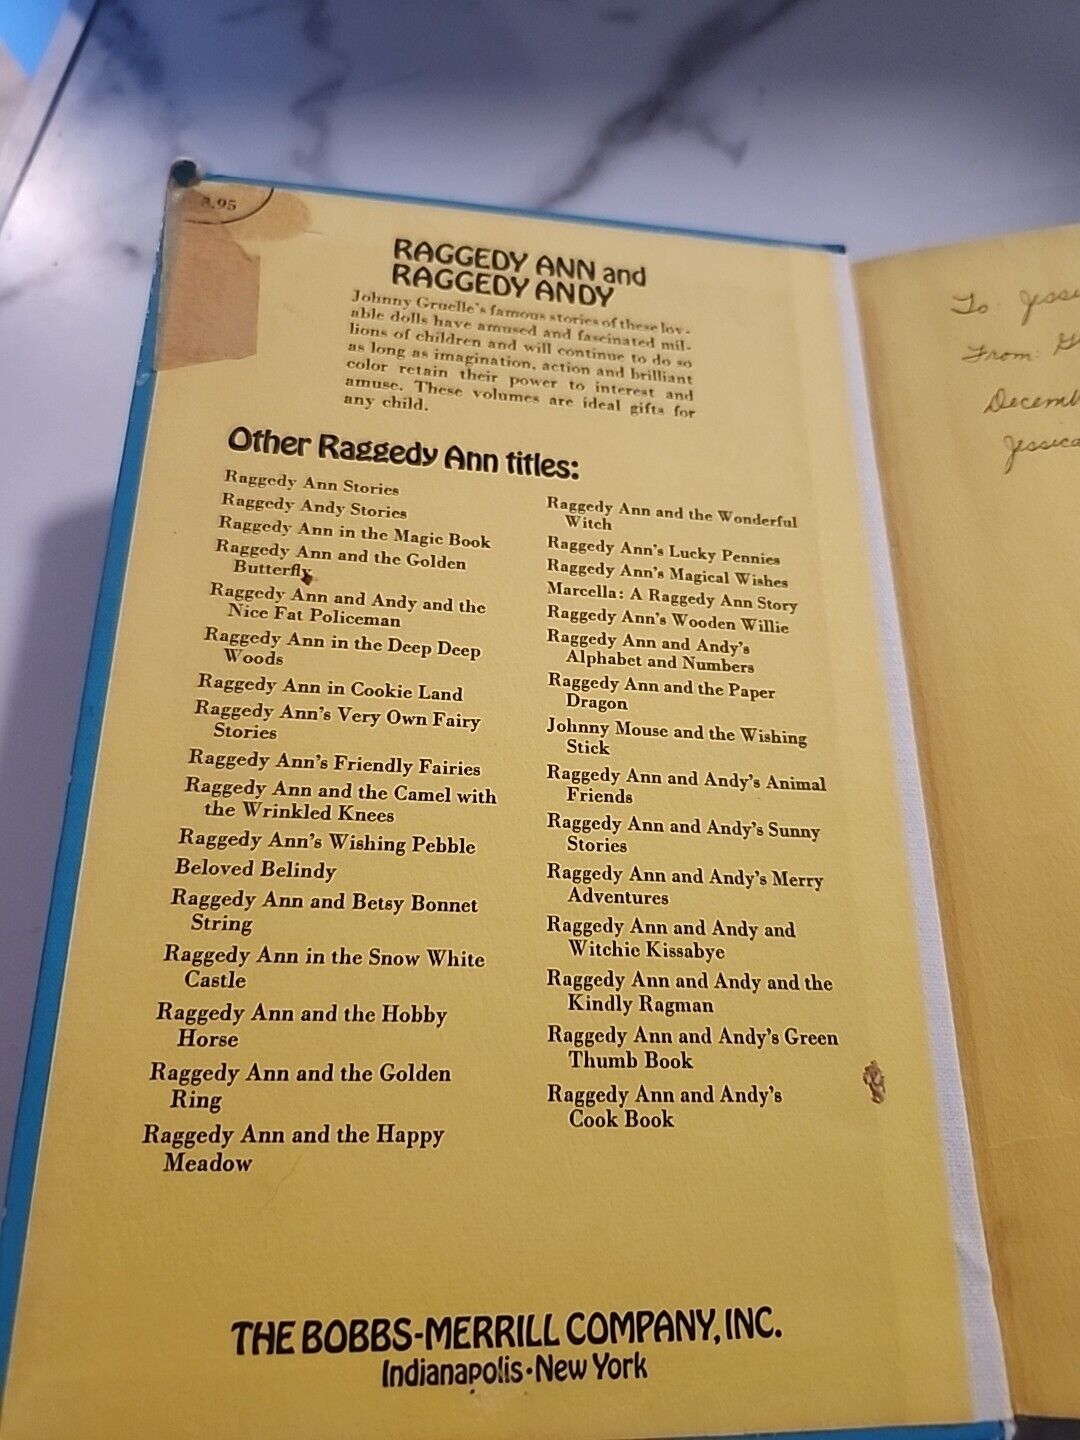 3.95
RAGGEDY ANN and
RAGGEDY ANDY
Johnny Gruelle's famous stories of these lov-
able dolls have amused and fascinated mil-
lions of children and will continue to do so
as long as imagination, action and brilliant
color retain their power to interest and
amuse. These volumes are ideal gifts for
any child.
Other Raggedy Ann titles:
Raggedy Ann Stories
Raggedy Andy Stories
Raggedy Ann in the Magic Book
Raggedy Ann and the Golden
Butterfly
Raggedy Ann and Andy and the
Nice Fat Policeman
Raggedy Ann in the Deep Deep
Woods
Raggedy Ann in Cookie Land
Raggedy Ann's Very Own Fairy
Stories
Raggedy Ann's Friendly Fairies
Raggedy Ann and the Camel with
the Wrinkled Knees
Raggedy Ann's Wishing Pebble
Beloved Belindy
Raggedy Ann and Betsy Bonnet
String
Raggedy Ann in the Snow White
Castle
Raggedy Ann and the Hobby
Horse
Raggedy Ann and the Golden
Ring
Raggedy Ann and the Happy
Meadow
Raggedy Ann and the Wonderful
Witch
Raggedy Ann's Lucky Pennies
Raggedy Ann's Magical Wishes
Marcella: A Raggedy Ann Story
Raggedy Ann's Wooden Willie
Raggedy Ann and Andy's
Alphabet and Numbers
Raggedy Ann and the Paper
Dragon
Johnny Mouse and the Wishing
Stick
Raggedy Ann and Andy's Animal
Friends
Raggedy Ann and Andy's Sunny
Stories
Raggedy Ann and Andy's Merry
Adventures
Raggedy Ann and Andy and
Witchie Kissabye
Raggedy Ann and Andy and the
Kindly Ragman
Raggedy Ann and Andy's Green
Thumb Book
Raggedy Ann and Andy's
Cook Book
THE BOBBS-MERRILL COMPANY, INC.
Indianapolis • New York
To: Jessi
From: G
Decemb
Jessica